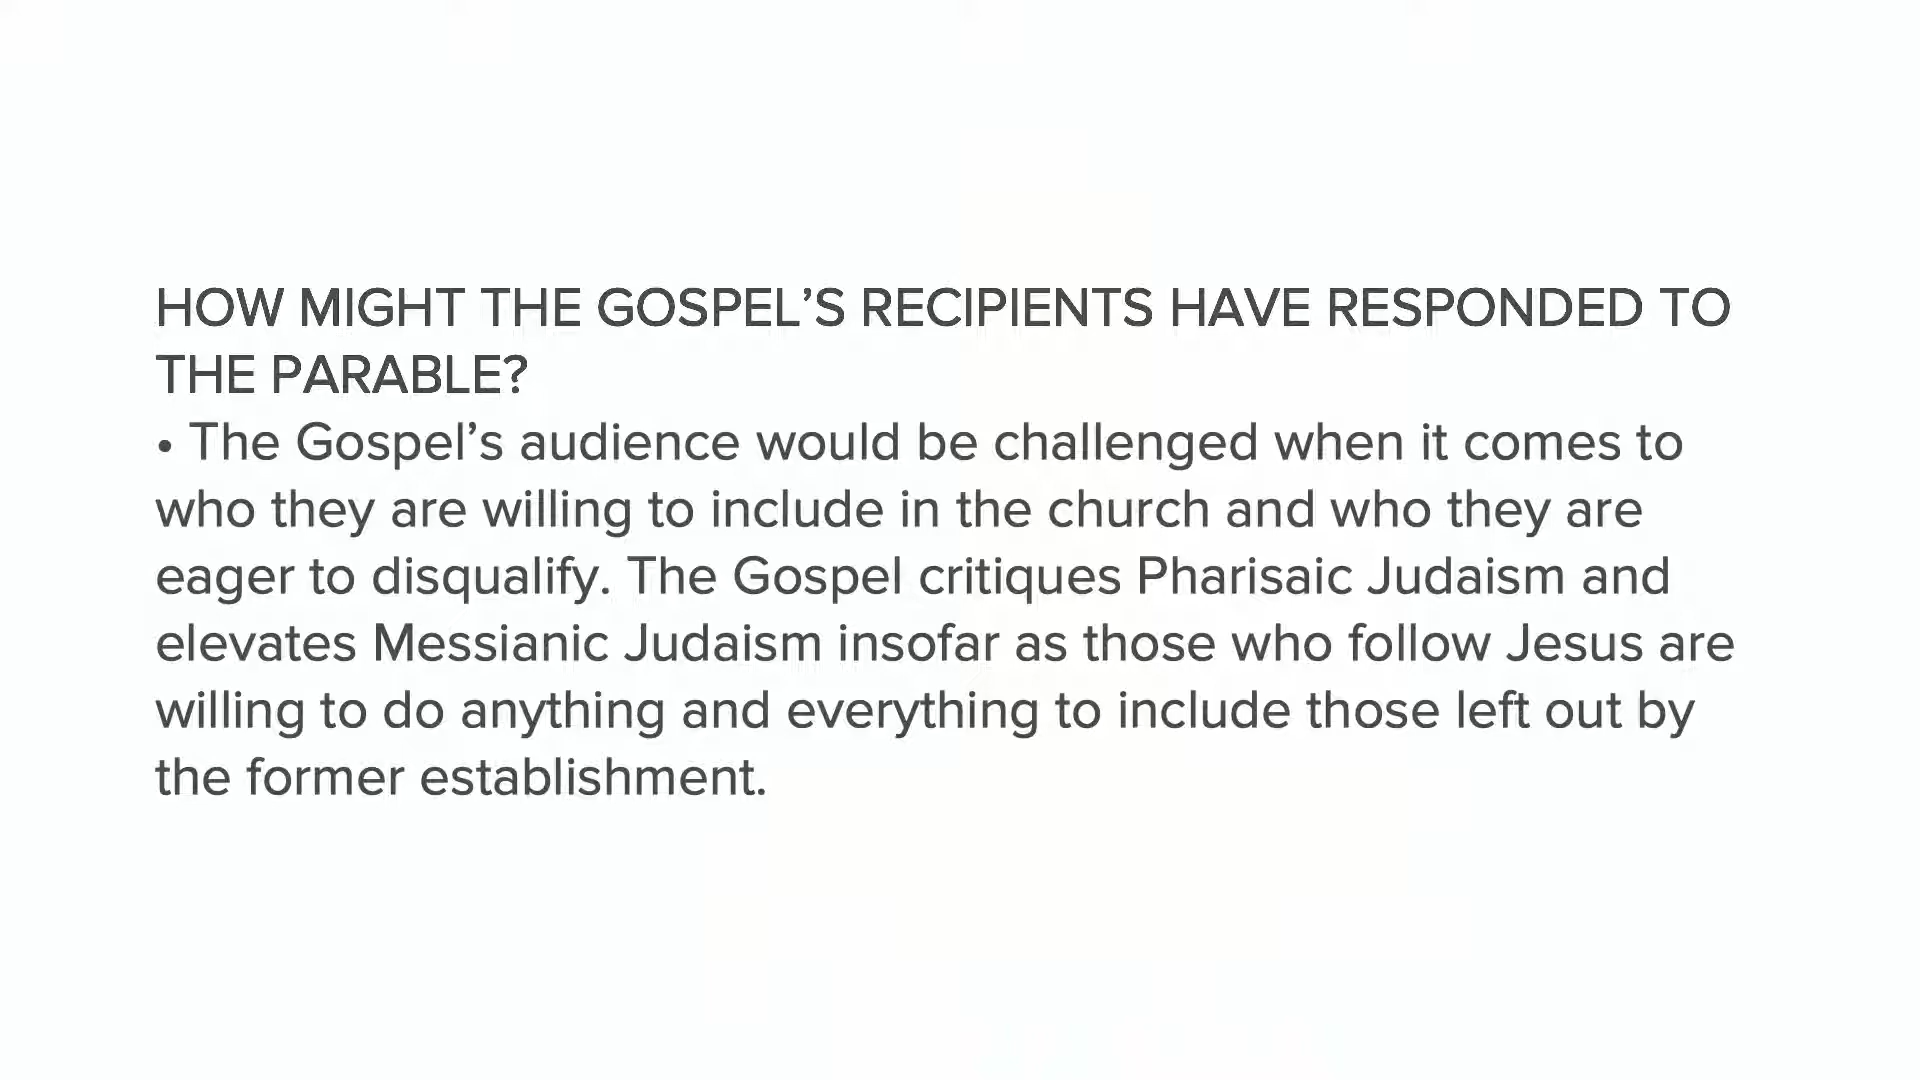 HOW MIGHT THE GOSPEL’S RECIPIENTS HAVE RESPONDED TO
THE PARABLE?
• The Gospel’s audience would be challenged when it comes to
who they are willing to include in the church and who they are
eager to disqualify. The Gospel critiques Pharisaic Judaism and
elevates Messianic Judaism insofar as those who follow Jesus are
willing to do anything and everything to include those left out by
the former establishment.